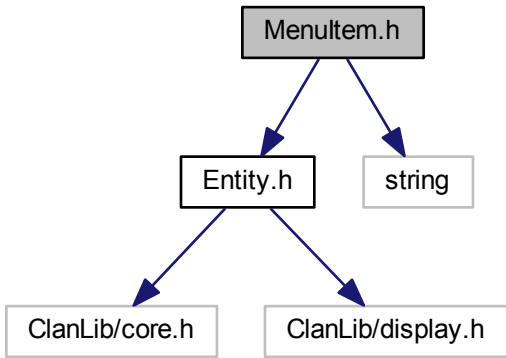 MenuItem.h
Entity.h
string
ClanLib/core.h
ClanLib/display.h